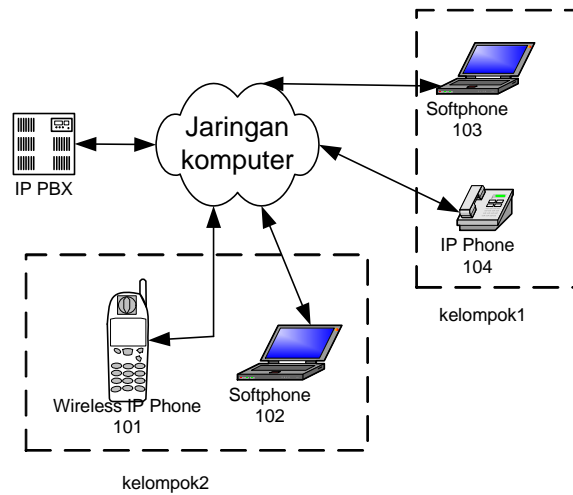 Jaringan
komputer
IP PBX
Softphone
103
IP Phone
104
kelompok1
Wireless IP Phone
101
Softphone
102
kelompok2